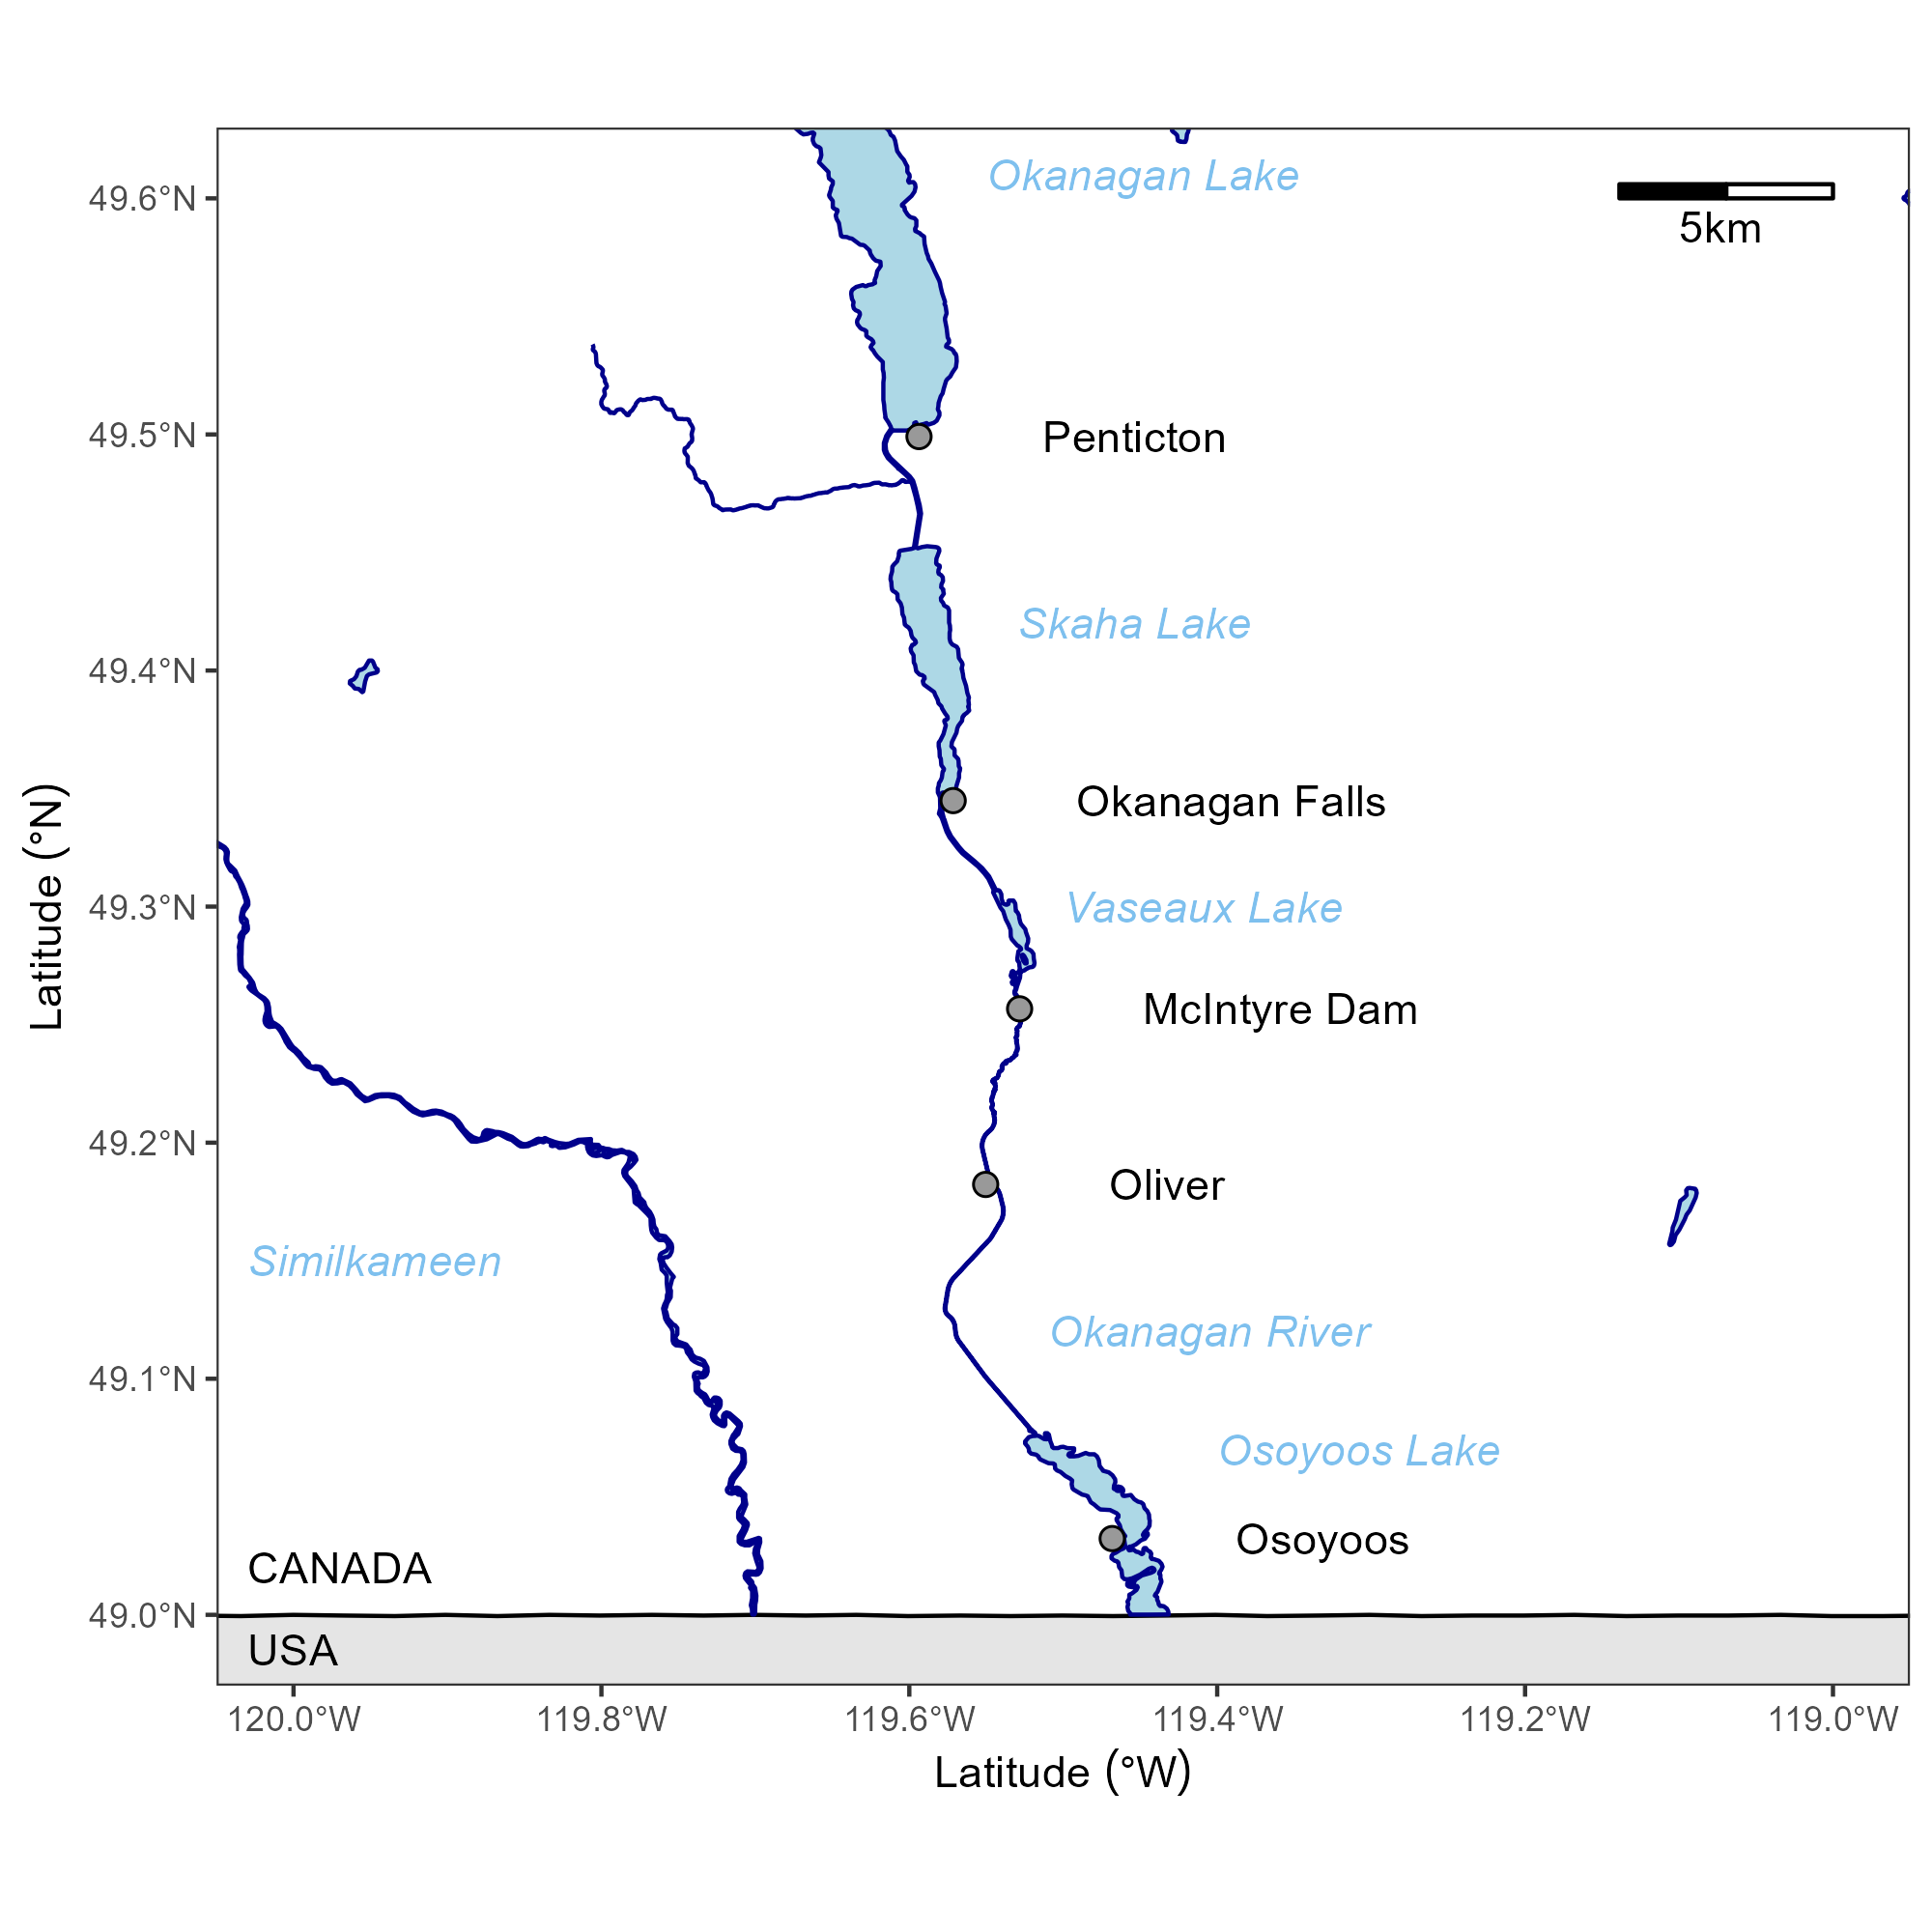 Okanagan Lake
49.6°N
5km
49.5°N
Penticton
Skaha Lake
49.4°N
Okanagan Falls
Latitude (°N)
49.3°N
Vaseaux Lake
McIntyre Dam
49.2°N
Oliver
Similkameen
Okanagan River
49.1°N
Osoyoos Lake
Osoyoos
CANADA
49.0°N
USA
120.0°W
119.8°W
119.6°W
119.4°W
119.2°W
119.0°W
Latitude (°W)